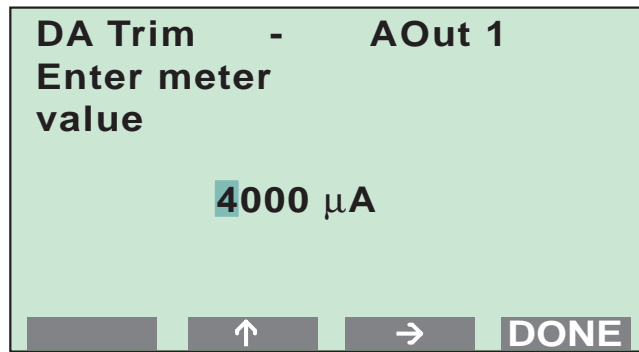 DA Trim - AOut 1
Enter meter
value
4000 μA
↑ → DONE